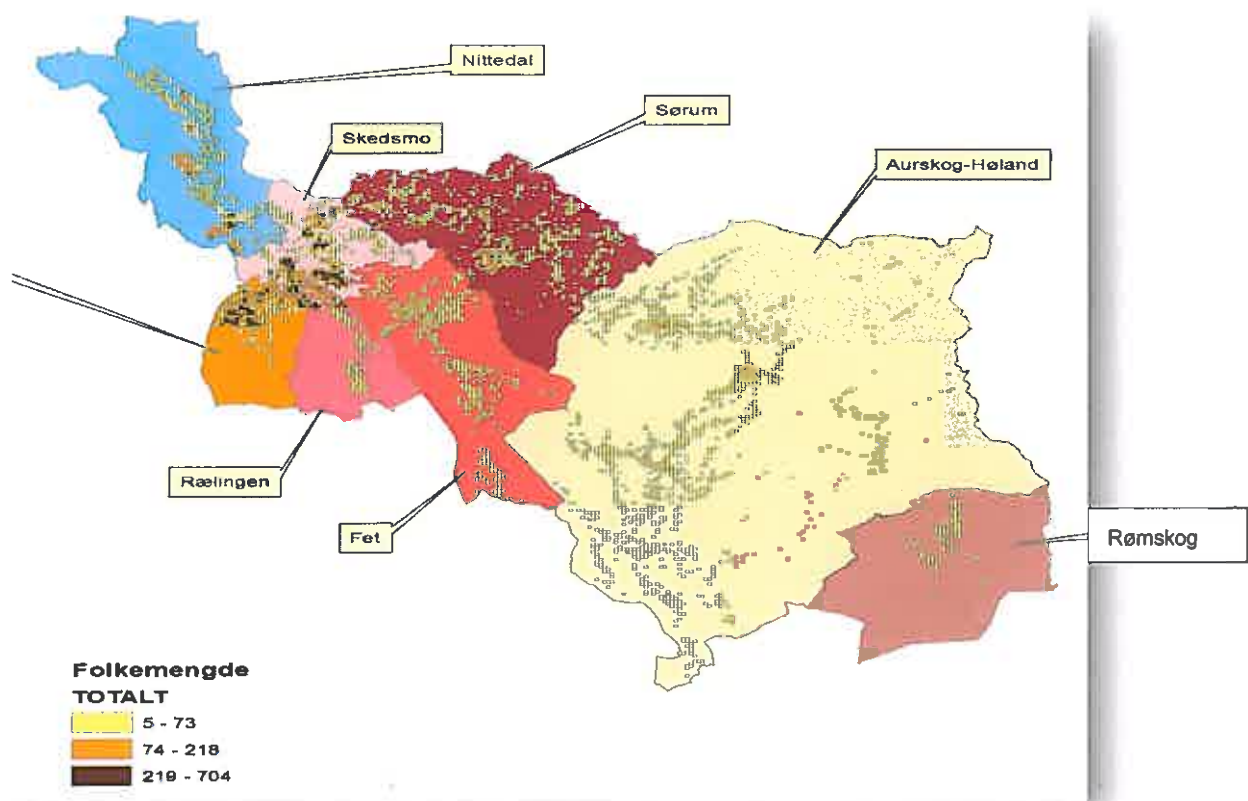 Nittedal
Sørum
Skedsmo
Aurskog-Høland
Rælingen
Fet
Rømskog
Folkemengde
TOTALT
5 - 73
74 - 218
219 - 704